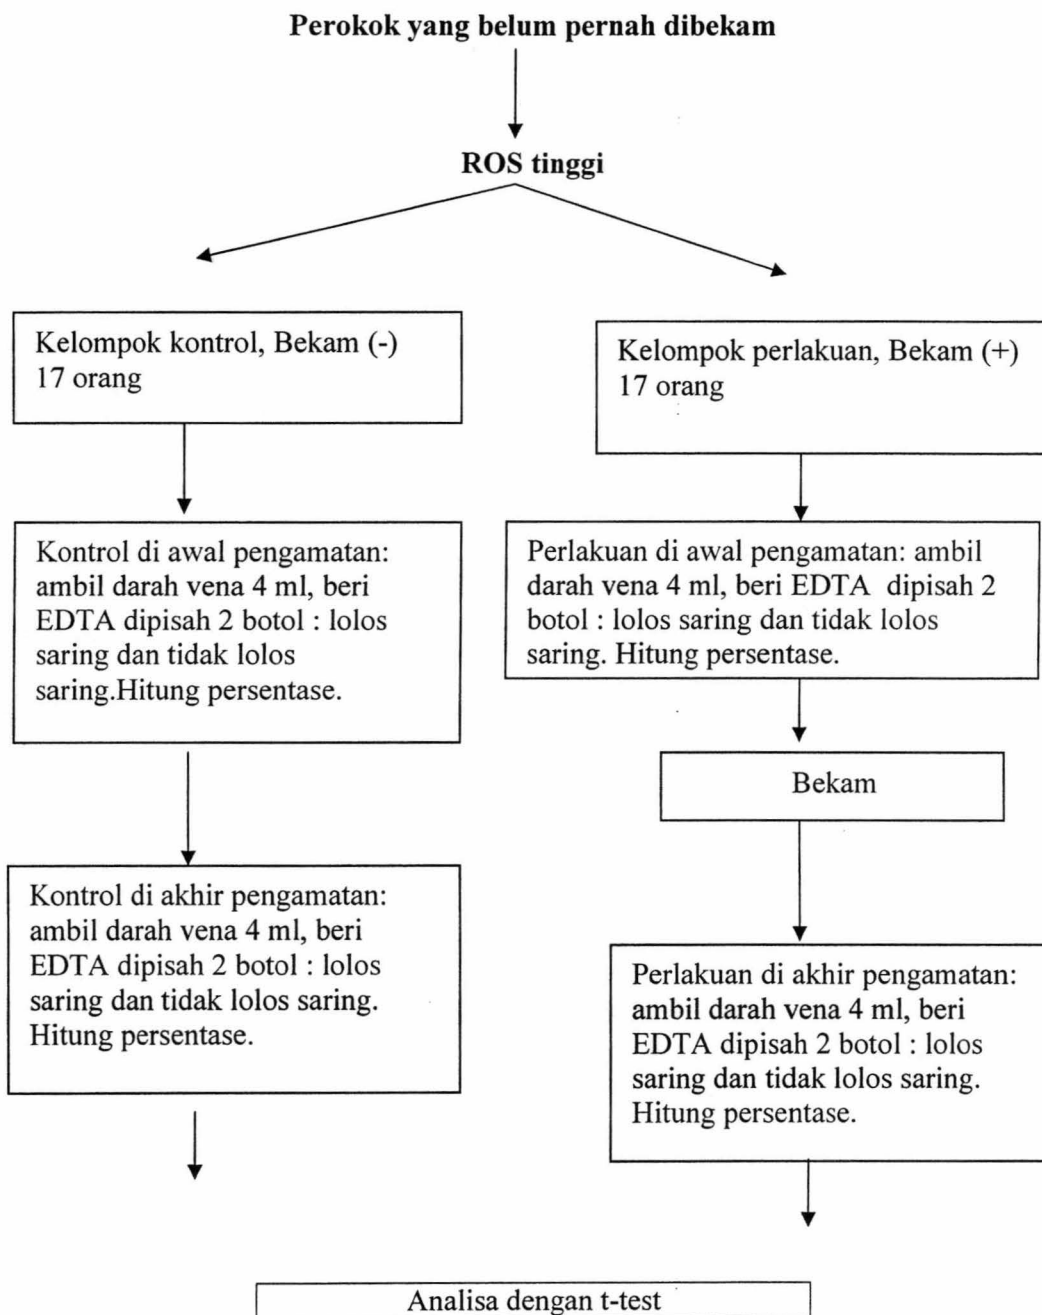 Perokok yang belum pernah dibekam
ROS tinggi
Kelompok kontrol, Bekam (-)
17 orang
Kelompok perlakuan, Bekam (+)
17 orang
Kontrol di awal pengamatan:
ambil darah vena 4 ml, beri
EDTA dipisah 2 botol : lolos
saring dan tidak lolos
saring.Hitung persentase.
Perlakuan di awal pengamatan: ambil
darah vena 4 ml, beri EDTA dipisah 2
botol : lolos saring dan tidak lolos
saring. Hitung persentase.
Bekam
Kontrol di akhir pengamatan:
ambil darah vena 4 ml, beri
EDTA dipisah 2 botol : lolos
saring dan tidak lolos saring.
Hitung persentase.
Perlakuan di akhir pengamatan:
ambil darah vena 4 ml, beri
EDTA dipisah 2 botol : lolos
saring dan tidak lolos saring.
Hitung persentase.
Analisa dengan t-test